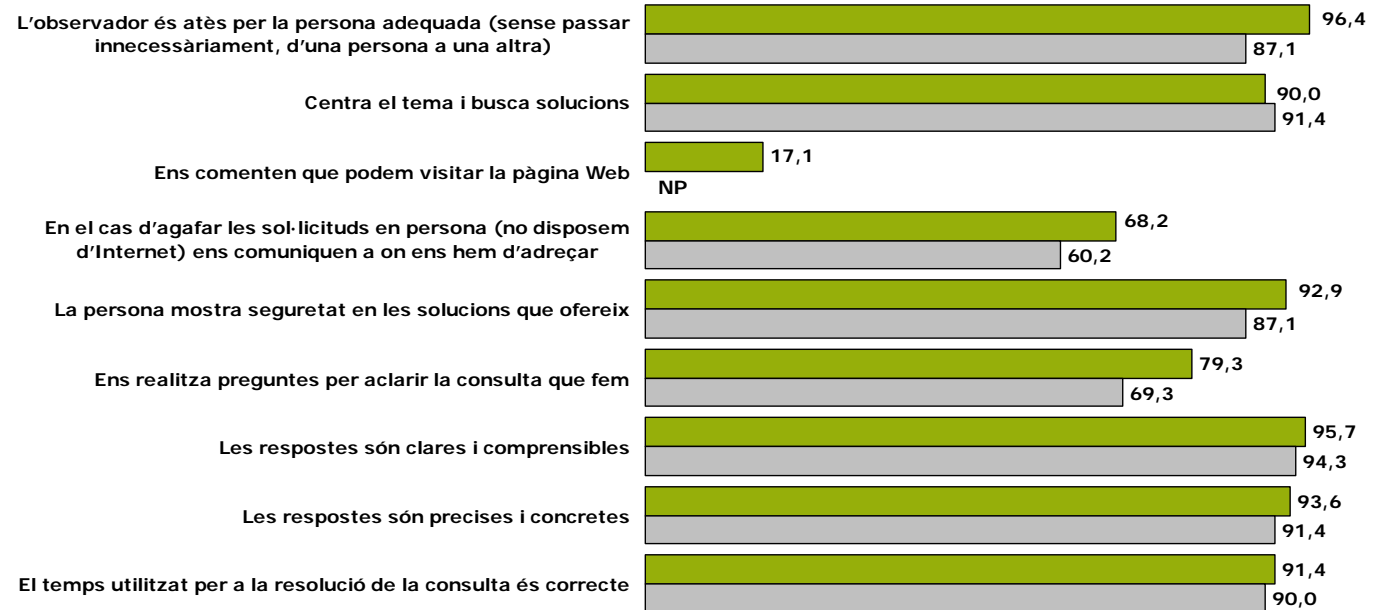 L'observador és atès per la persona adequada (sense passar
innecessàriament, d'una persona a una altra)
96,4
87,1
Centra el tema i busca solucions
90,0
91,4
Ens comenten que podem visitar la pàgina Web
17,1
NP
En el cas d'agafar les sol·licituds en persona (no disposem
d'Internet) ens comuniquen a on ens hem d'adreçar
68,2
60,2
La persona mostra seguretat en les solucions que ofereix
92,9
87,1
Ens realitza preguntes per aclarir la consulta que fem
79,3
69,3
Les respostes són clares i comprensibles
95,7
94,3
Les respostes són precises i concretes
93,6
91,4
El temps utilitzat per a la resolució de la consulta és correcte
91,4
90,0